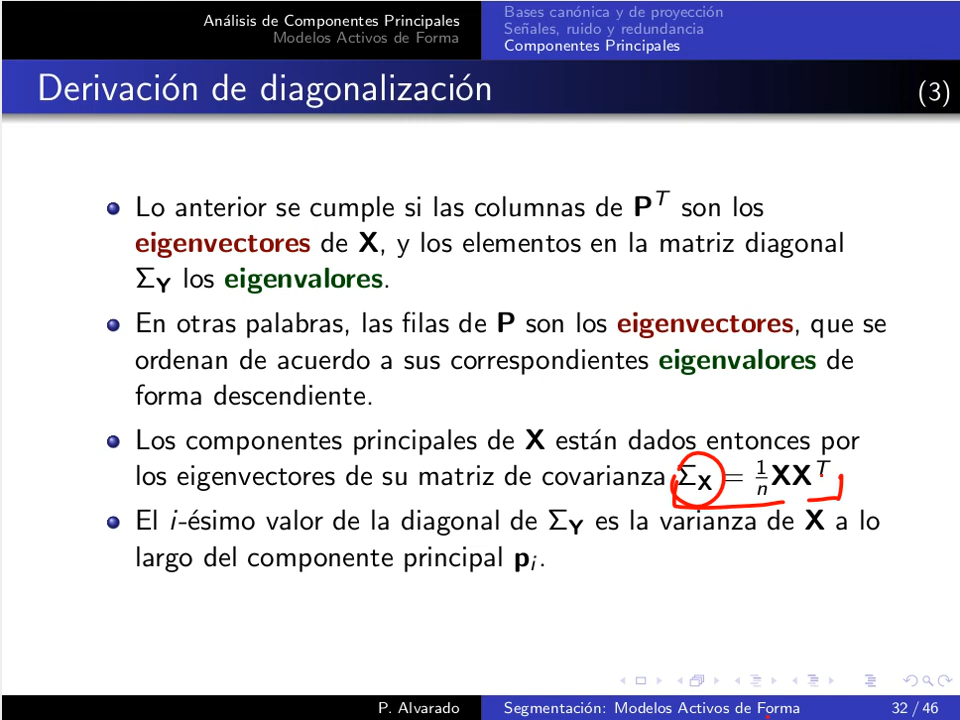 Análisis de Componentes Principales
Modelos Activos de Forma
Bases canónica y de proyección
Señales, ruido y redundancia
Componentes Principales
Derivación de diagonalización
(3)
Lo anterior se cumple si las columnas de Pᵀ son los
eigenvectores de X, y los elementos en la matriz diagonal
Σ_Y los eigenvalores.
En otras palabras, las filas de P son los eigenvectores, que se
ordenan de acuerdo a sus correspondientes eigenvalores de
forma descendiente.
Los componentes principales de X están dados entonces por
los eigenvectores de su matriz de covarianza Σ_X = 1/n XXᵀ
El i-ésimo valor de la diagonal de Σ_Y es la varianza de X a lo
largo del componente principal p_i.
P. Alvarado
Segmentación: Modelos Activos de Forma
32 / 46